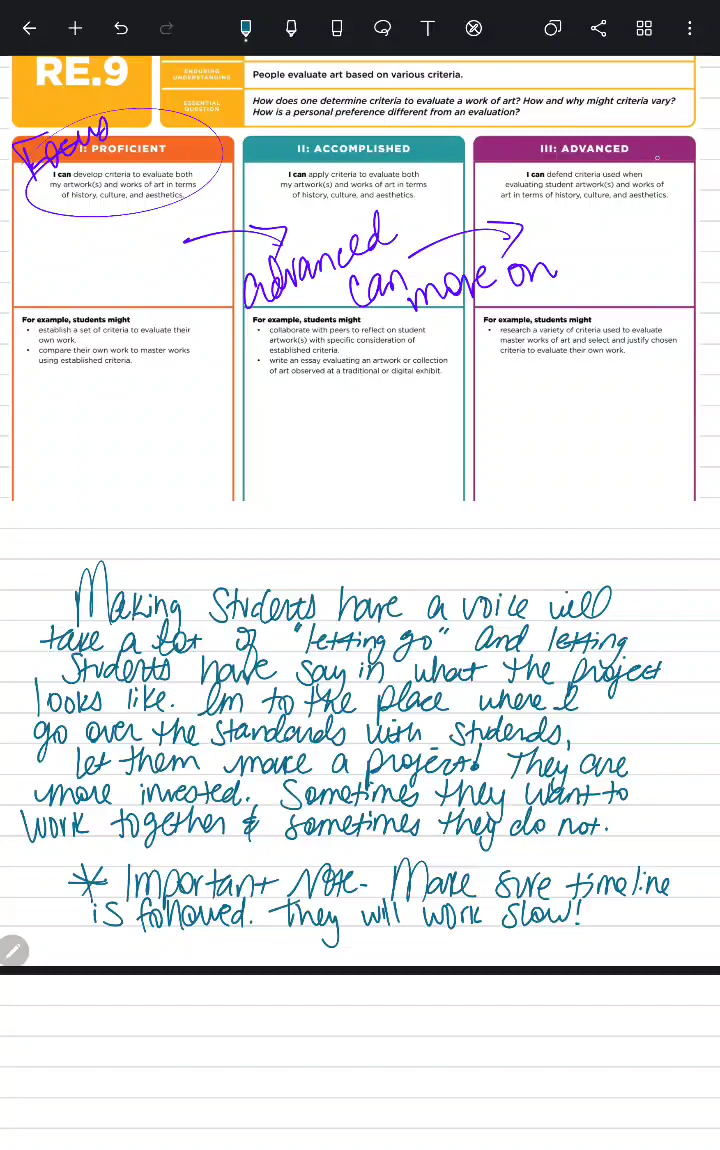 RE.9
ENDURING
UNDERSTANDING
People evaluate art based on various criteria.
ESSENTIAL
QUESTION
How does one determine criteria to evaluate a work of art? How and why might criteria vary?
How is a personal preference different from an evaluation?
Focus
I: PROFICIENT
I can develop criteria to evaluate both
my artwork(s) and works of art in terms
of history, culture, and aesthetics.
For example, students might
• establish a set of criteria to evaluate their
own work.
• compare their own work to master works
using established criteria.
II: ACCOMPLISHED
I can apply criteria to evaluate both
my artwork(s) and works of art in terms
of history, culture, and aesthetics.
Advanced
can move on
For example, students might
• collaborate with peers to reflect on student
artwork(s) with specific consideration of
established criteria.
• write an essay evaluating an artwork or collection
of art observed at a traditional or digital exhibit.
III: ADVANCED
I can defend criteria used when
evaluating student artwork(s) and works of
art in terms of history, culture, and aesthetics.
For example, students might
• research a variety of criteria used to evaluate
master works of art and select and justify chosen
criteria to evaluate their own work.
Making Students have a voice will
take a lot of "letting go" and letting
Students have say in what the project
looks like. Im to the place where I
go over the standards with students,
let them make a project! They are
more invested. Sometimes they want to
work together & sometimes they do not.
* Important Note- Make sure timeline
is followed. They will work slow!